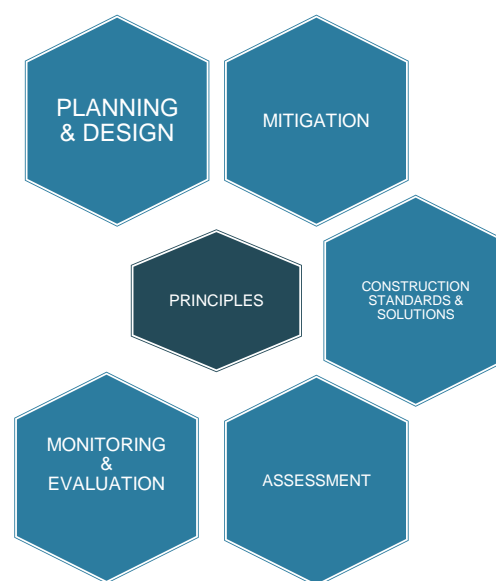 PLANNING
& DESIGN
MITIGATION
PRINCIPLES
CONSTRUCTION
STANDARDS &
SOLUTIONS
MONITORING
&
EVALUATION
ASSESSMENT